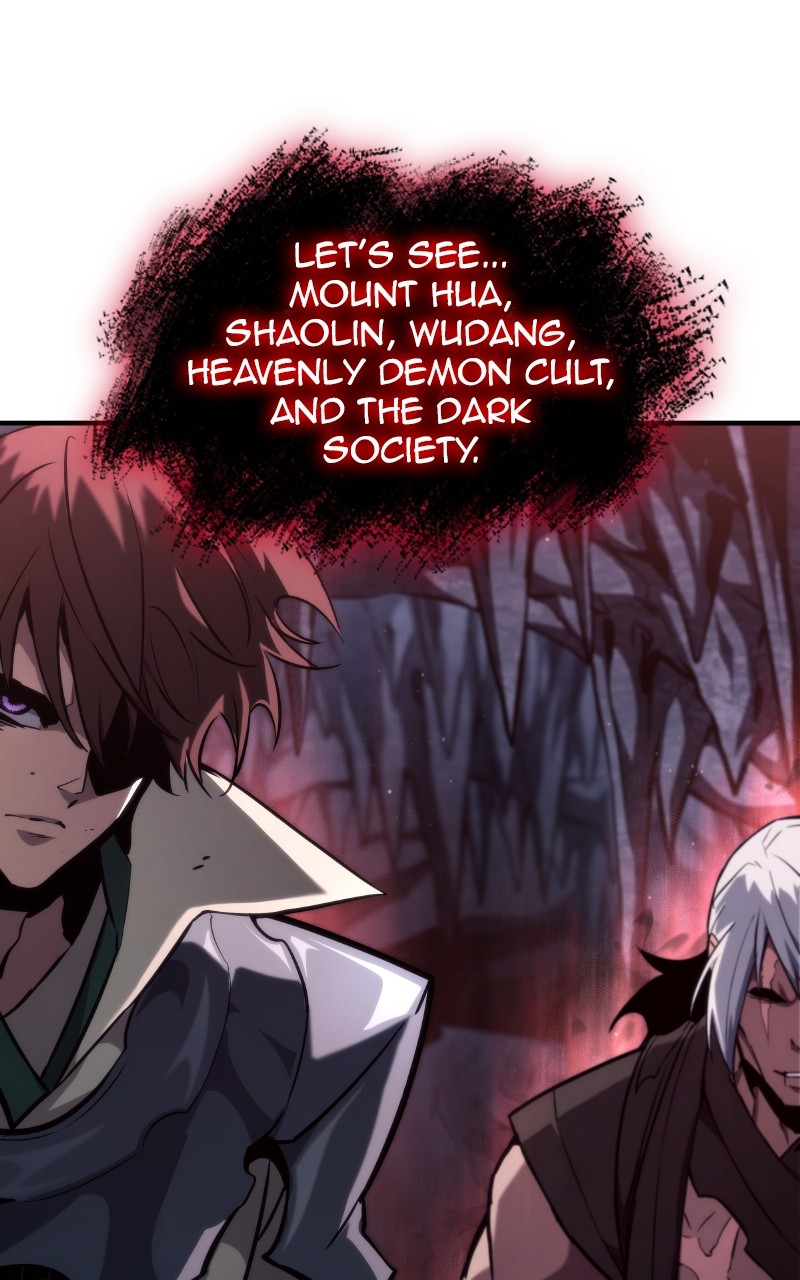 LET'S SEE...
MOUNT HUA,
SHAOLIN, WUDANG,
HEAVENLY DEMON CULT,
AND THE DARK
SOCIETY.